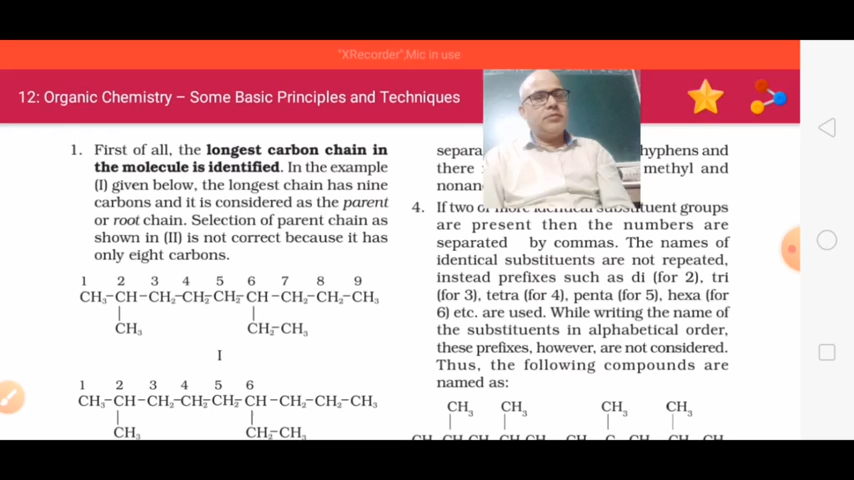 "XRecorder",Mic in use
12: Organic Chemistry – Some Basic Principles and Techniques
1. First of all, the longest carbon chain in
the molecule is identified. In the example
(I) given below, the longest chain has nine
carbons and it is considered as the parent
or root chain. Selection of parent chain as
shown in (II) is not correct because it has
only eight carbons.
1 2 3 4 5 6 7 8 9
CH₃–CH–CH₂–CH₂–CH₂–CH–CH₂–CH₂–CH₃
CH₃ CH₂–CH₃
I
1 2 3 4 5 6
CH₃–CH–CH₂–CH₂–CH₂–CH–CH₂–CH₂–CH₃
CH₃ CH₂–CH₃
separa hyphens and
there methyl and
nonan
4. If two or more identical substituent groups
are present then the numbers are
separated by commas. The names of
identical substituents are not repeated,
instead prefixes such as di (for 2), tri
(for 3), tetra (for 4), penta (for 5), hexa (for
6) etc. are used. While writing the name of
the substituents in alphabetical order,
these prefixes, however, are not considered.
Thus, the following compounds are
named as:
CH₃ CH₃ CH₃ CH₃